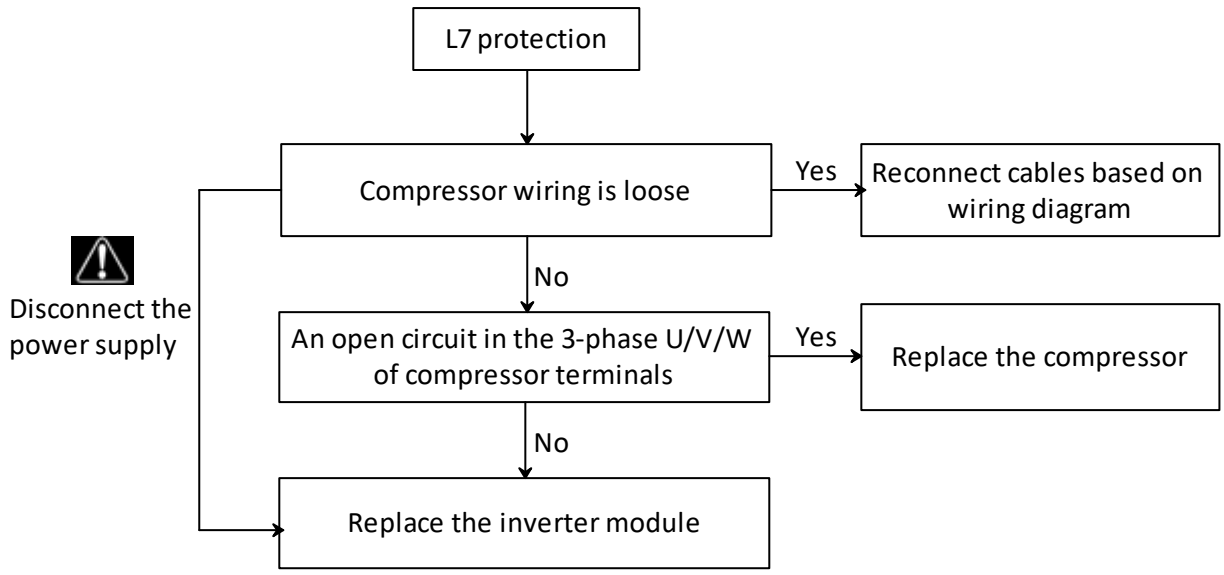 L7 protection
Compressor wiring is loose
Yes
Reconnect cables based on
wiring diagram
No
Disconnect the
power supply
An open circuit in the 3-phase U/V/W
of compressor terminals
Yes
Replace the compressor
No
Replace the inverter module